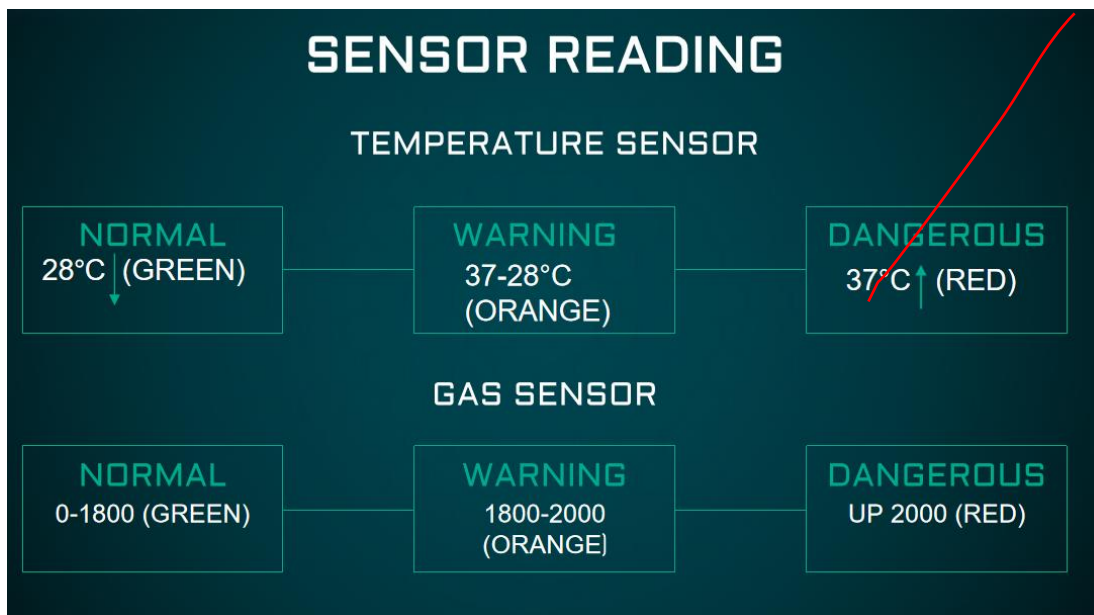 SENSOR READING
TEMPERATURE SENSOR
NORMAL
28°C (GREEN)
WARNING
37-28°C
(ORANGE)
DANGEROUS
37°C (RED)
GAS SENSOR
NORMAL
0-1800 (GREEN)
WARNING
1800-2000
(ORANGE)
DANGEROUS
UP 2000 (RED)